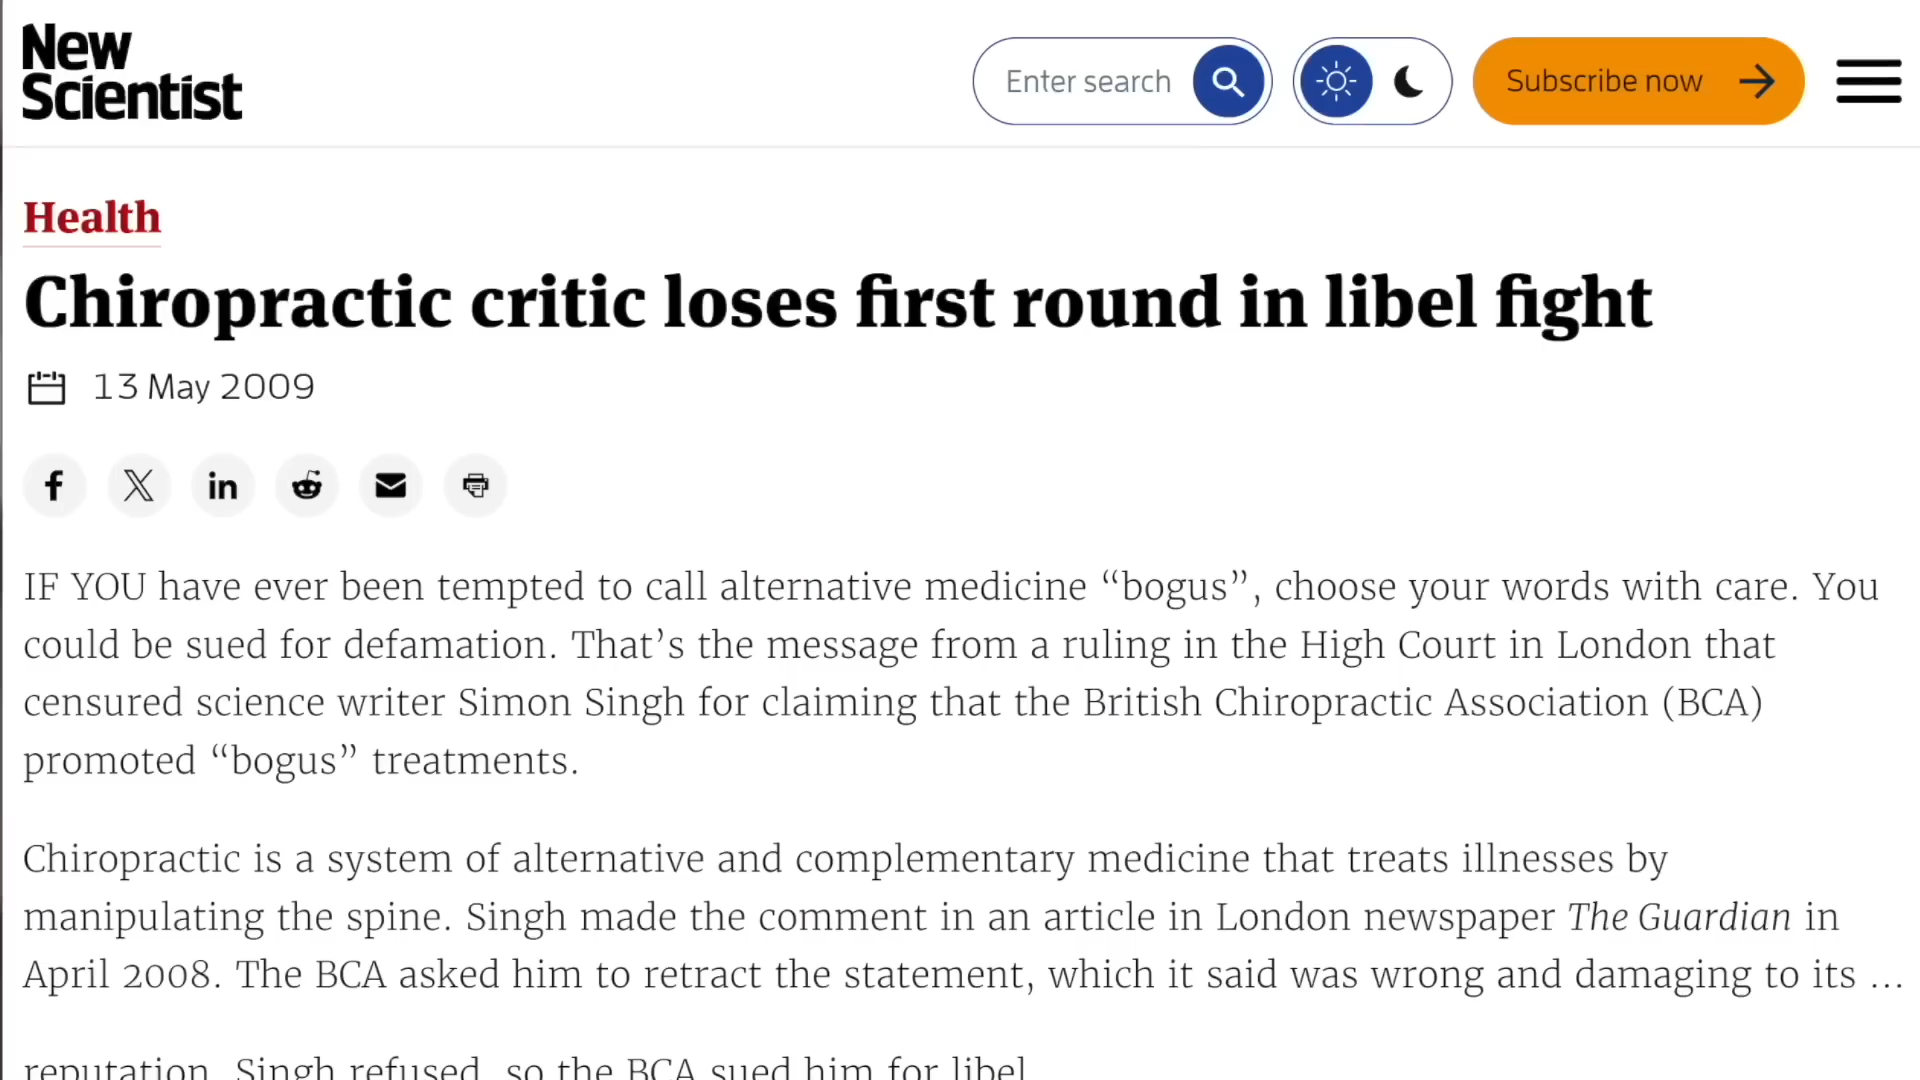 New
Scientist
Enter search
Subscribe now
Health
Chiropractic critic loses first round in libel fight
13 May 2009
IF YOU have ever been tempted to call alternative medicine “bogus”, choose your words with care. You
could be sued for defamation. That’s the message from a ruling in the High Court in London that
censured science writer Simon Singh for claiming that the British Chiropractic Association (BCA)
promoted “bogus” treatments.
Chiropractic is a system of alternative and complementary medicine that treats illnesses by
manipulating the spine. Singh made the comment in an article in London newspaper The Guardian in
April 2008. The BCA asked him to retract the statement, which it said was wrong and damaging to its ...
reputation. Singh refused, so the BCA sued him for libel